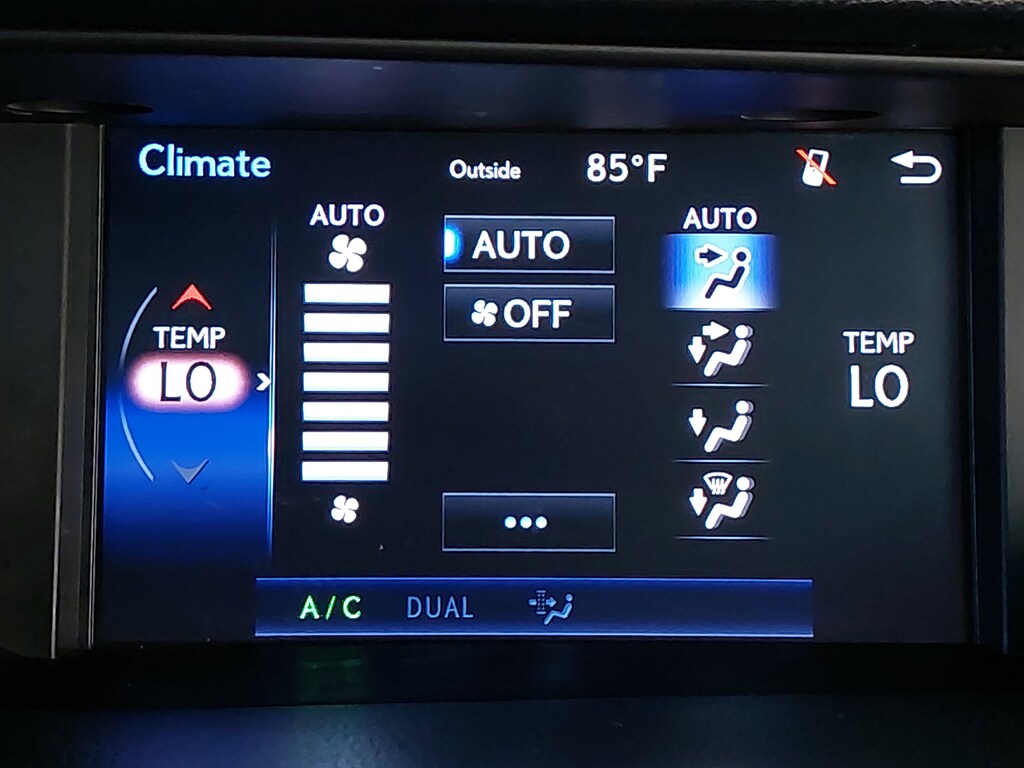 Climate
Outside 85°F
AUTO
AUTO
OFF
AUTO
TEMP
LO
TEMP
LO
•••
A/C DUAL